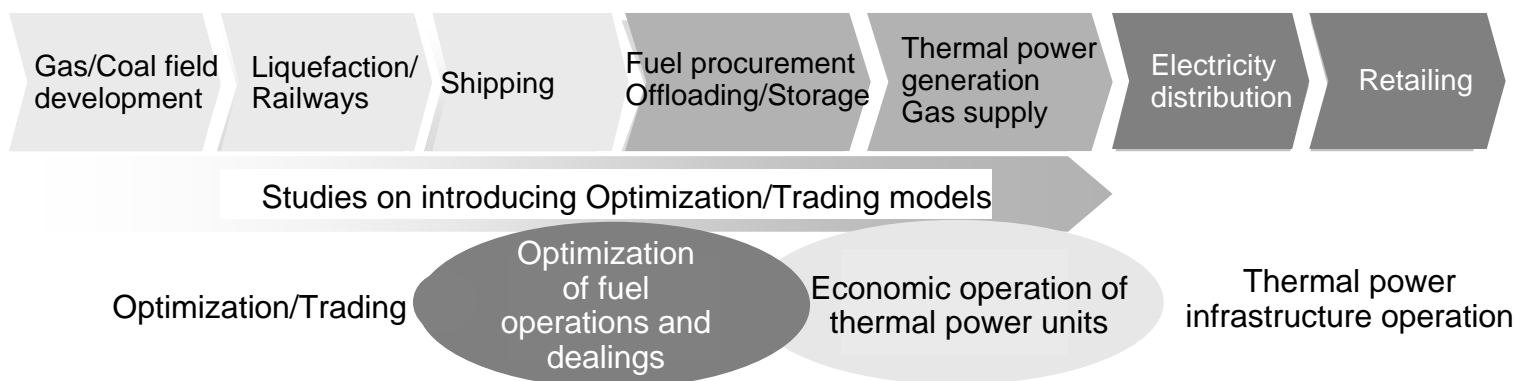 Gas/Coal field
development
Liquefaction/
Railways
Shipping
Fuel procurement
Offloading/Storage
Thermal power
generation
Gas supply
Electricity
distribution
Retailing
Studies on introducing Optimization/Trading models
Optimization/Trading
Optimization
of fuel
operations and
dealings
Economic operation of
thermal power units
Thermal power
infrastructure operation